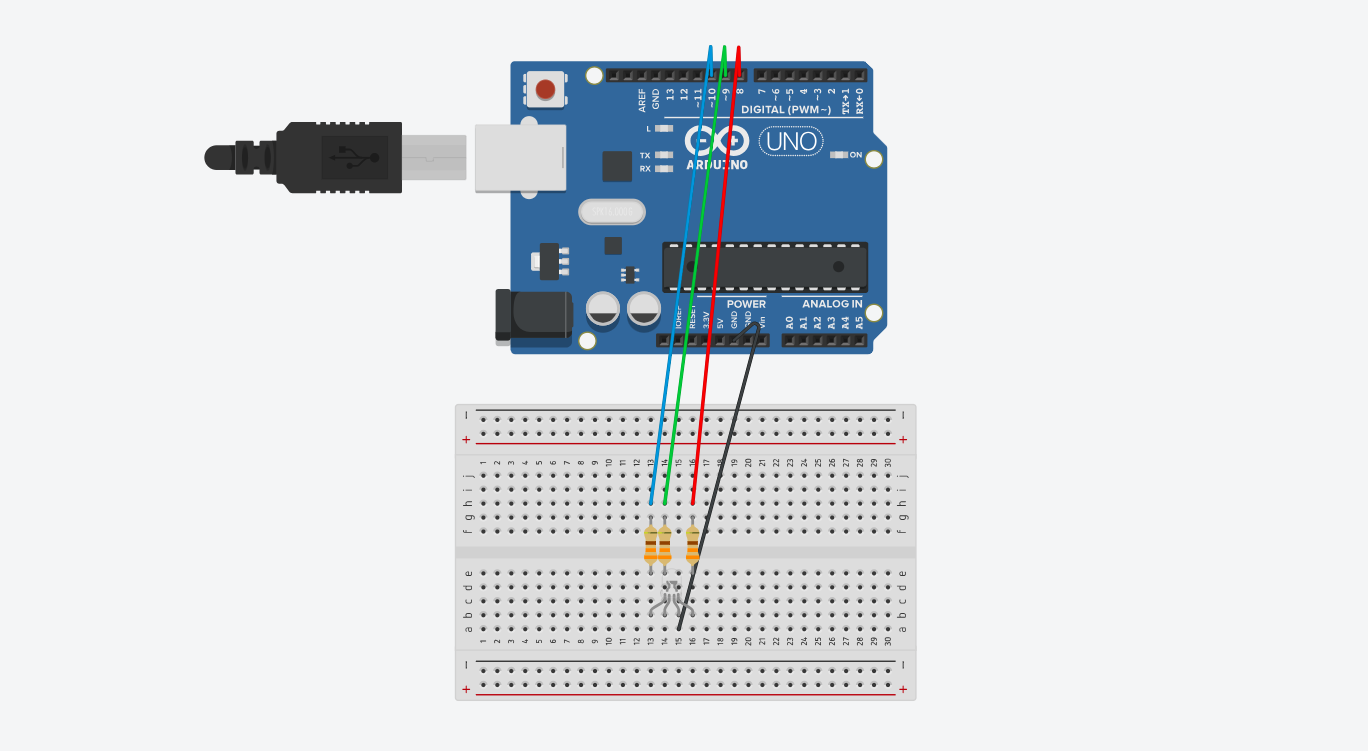 AREF GND 13 12 ~11 ~10 ~9 8 7 ~6 ~5 4 ~3 2 TX→1 RX←0
DIGITAL (PWM ~)
L
TX
RX
ARDUINO
UNO
ON
POWER
ANALOG IN
RESET 3.3V 5V GND A0 A1 A2 A3 A4 A5
− −
+ +
1 2 3 4 5 6 7 8 9 10 11 12 13 14 15 16 17 18 19 20 21 22 23 24 25 26 27 28 29 30
j j
i i
h h
g g
f f
e e
d d
c c
b b
a a
1 2 3 4 5 6 7 8 9 10 11 12 13 14 15 16 17 18 19 20 21 22 23 24 25 26 27 28 29 30
− −
+ +